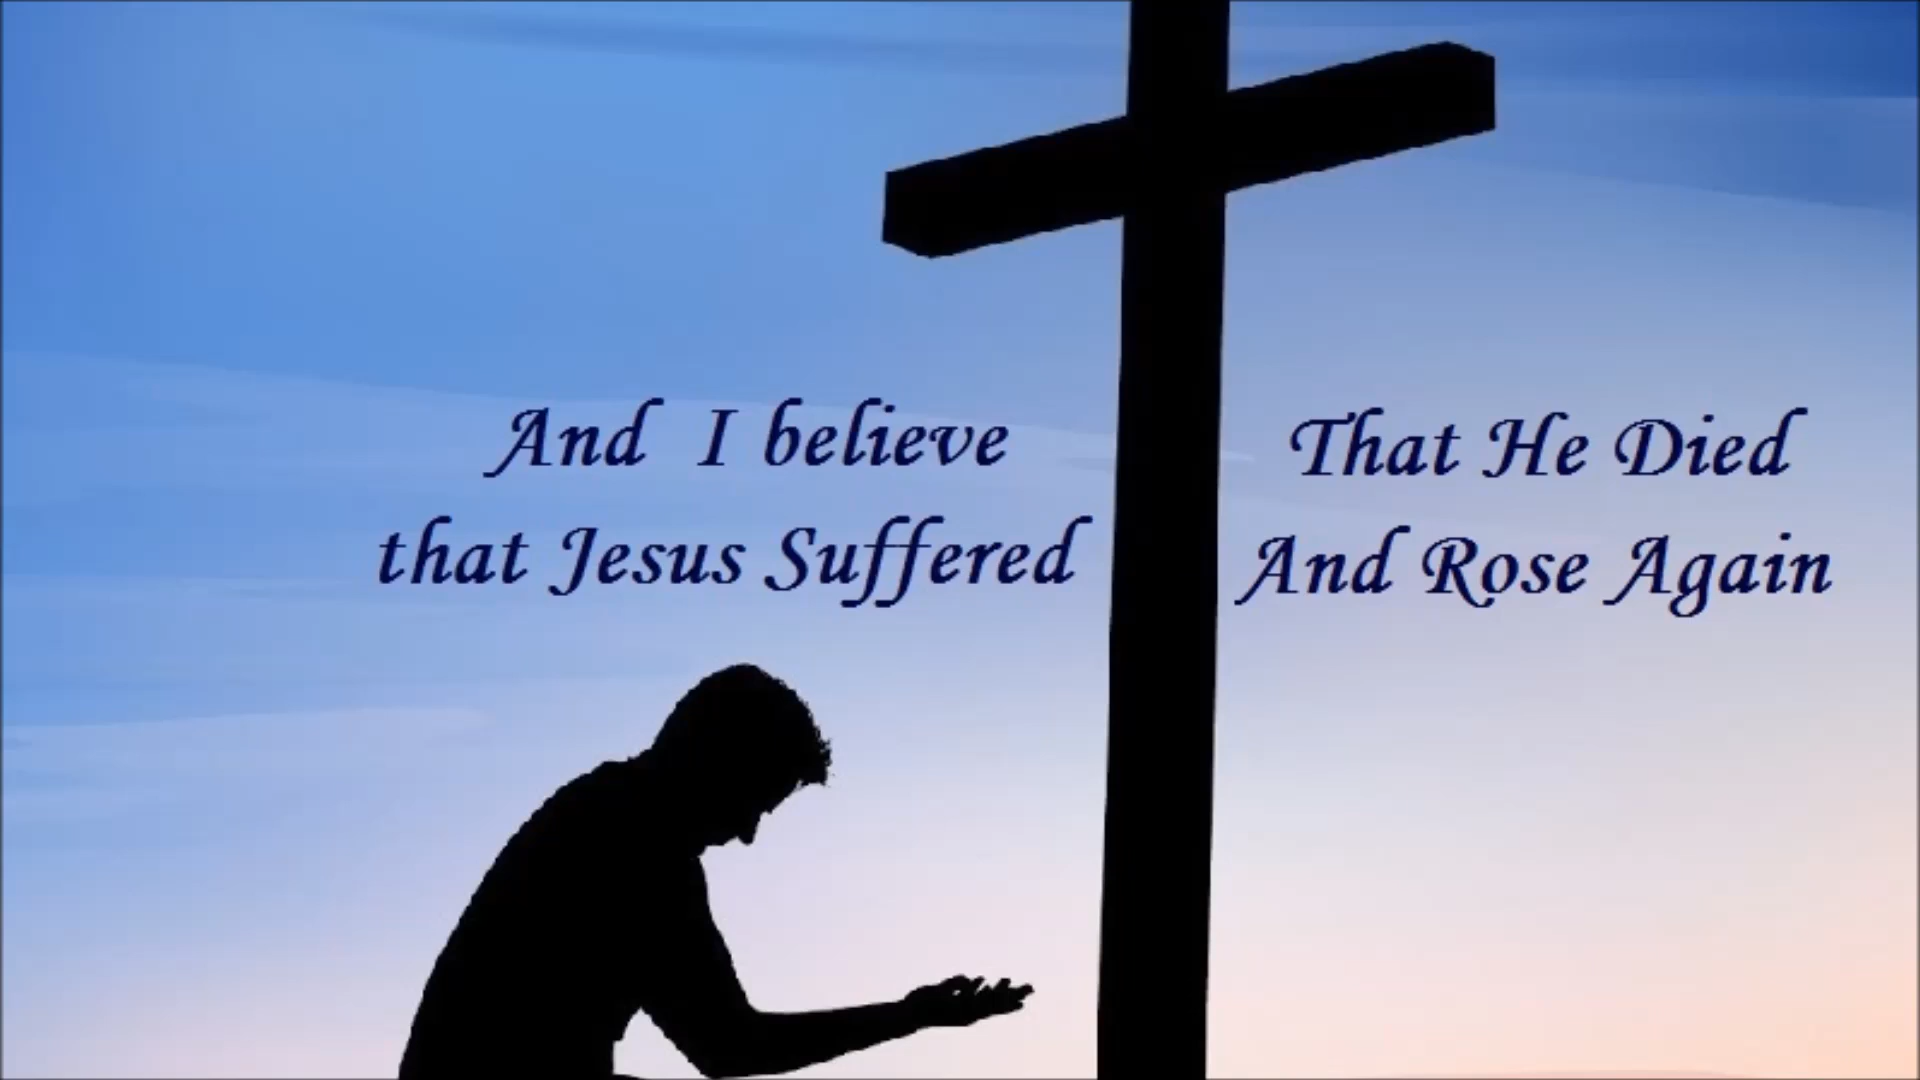 And I believe
that Jesus Suffered
That He Died
And Rose Again